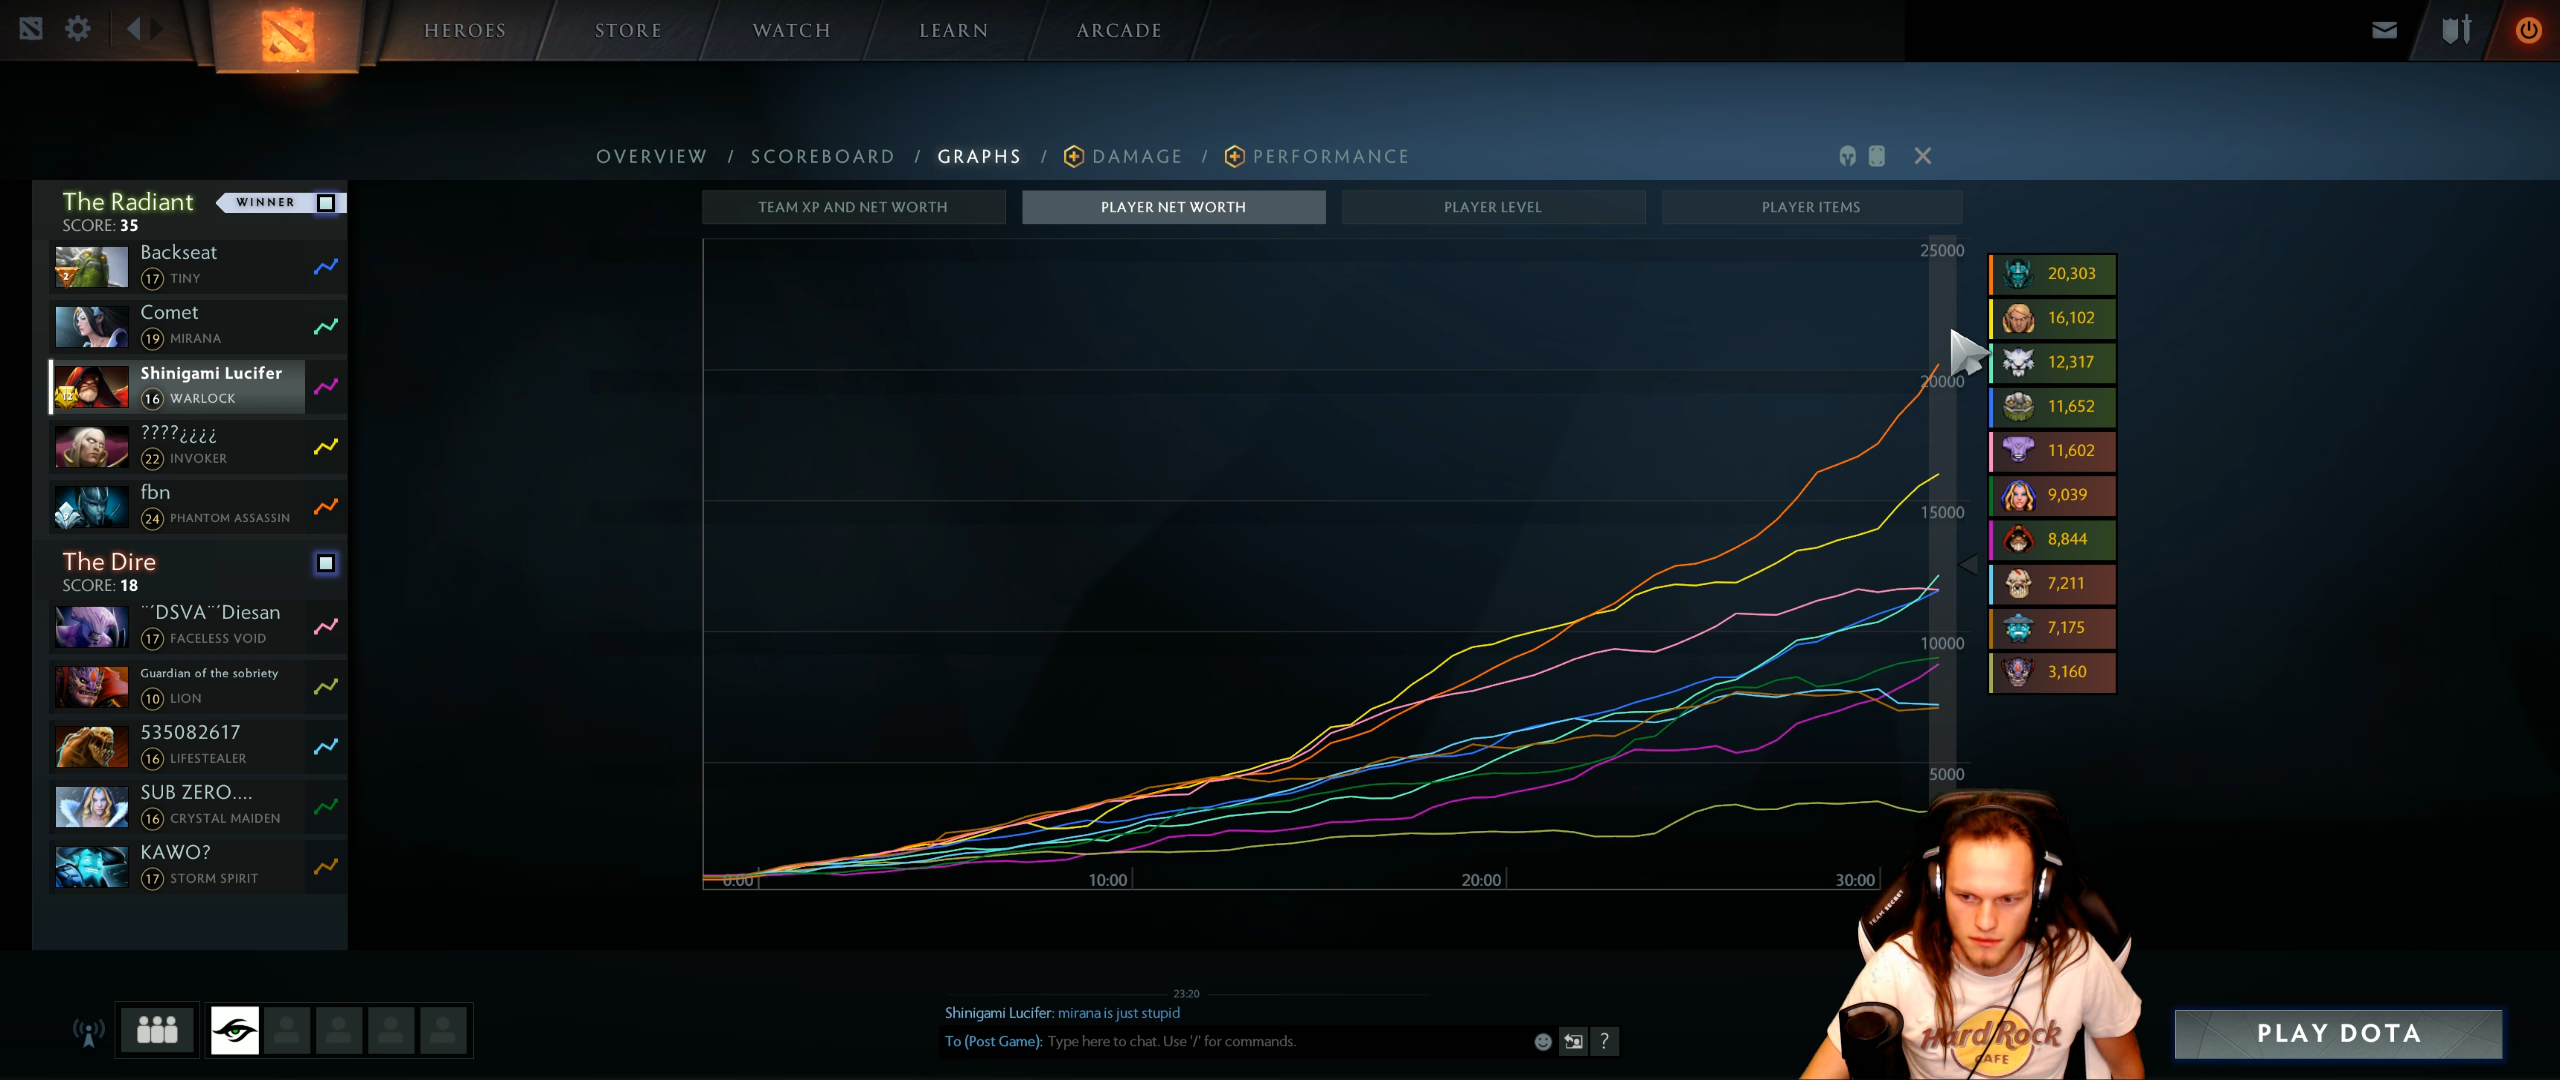 HEROES
STORE
WATCH
LEARN
ARCADE
OVERVIEW / SCOREBOARD / GRAPHS / DAMAGE / PERFORMANCE
The Radiant
WINNER
SCORE: 35
Backseat
2
17 TINY
Comet
19 MIRANA
Shinigami Lucifer
12
16 WARLOCK
????¿¿¿¿
22 INVOKER
fbn
24 PHANTOM ASSASSIN
The Dire
SCORE: 18
¨´DSVA¨´Diesan
17 FACELESS VOID
Guardian of the sobriety
10 LION
535082617
16 LIFESTEALER
SUB ZERO....
16 CRYSTAL MAIDEN
KAWO?
17 STORM SPIRIT
TEAM XP AND NET WORTH
PLAYER NET WORTH
PLAYER LEVEL
PLAYER ITEMS
25000
20000
15000
10000
5000
0:00
10:00
20:00
30:00
20,303
16,102
12,317
11,652
11,602
9,039
8,844
7,211
7,175
3,160
23:20
Shinigami Lucifer: mirana is just stupid
To (Post Game): Type here to chat. Use '/' for commands.
?
TEAM SECRET
Hard Rock
CAFE
PLAY DOTA